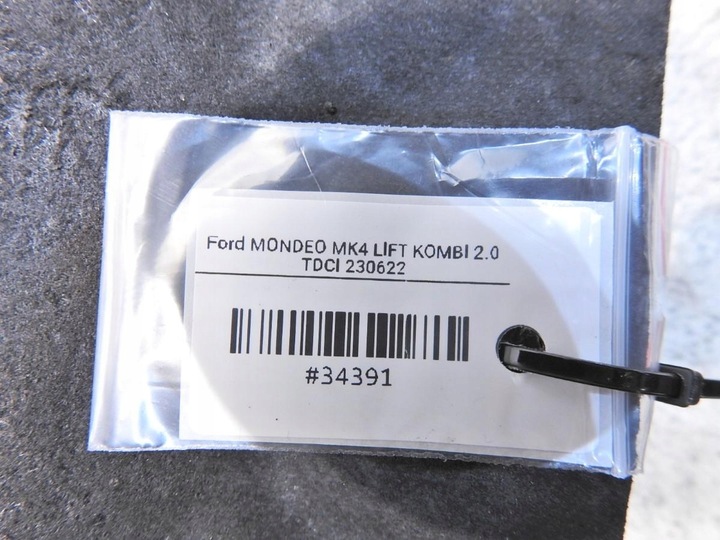 Ford MONDEO MK4 LIFT KOMBI 2.0
TDCI 230622
#34391